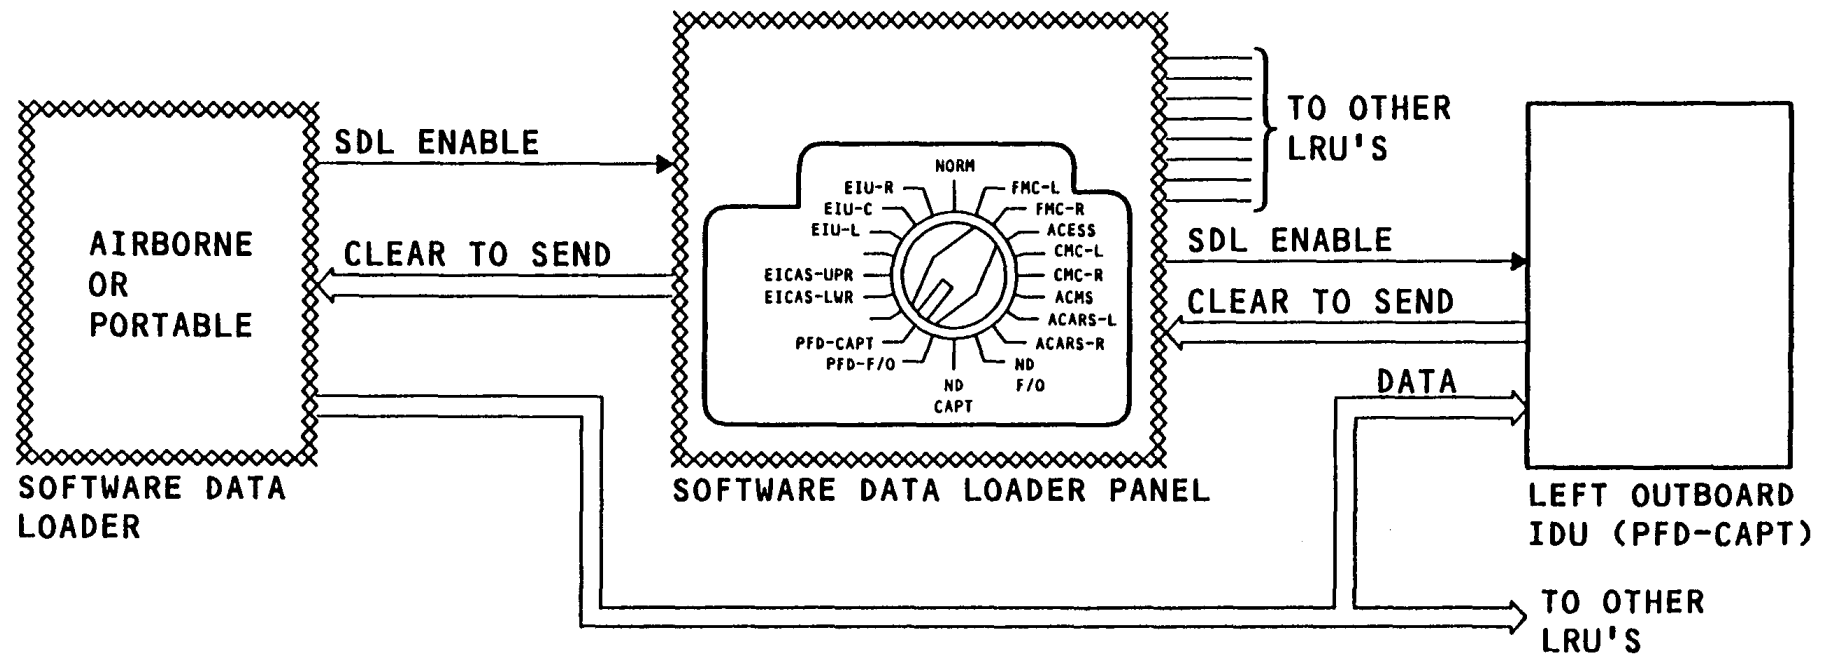 SDL ENABLE
AIRBORNE
OR
PORTABLE
CLEAR TO SEND
SOFTWARE DATA
LOADER
NORM
EIU-R
EIU-C
EIU-L
EICAS-UPR
EICAS-LWR
PFD-CAPT
PFD-F/O
ND
CAPT
FMC-L
FMC-R
ACESS
CMC-L
CMC-R
ACMS
ACARS-L
ACARS-R
ND
F/O
SOFTWARE DATA LOADER PANEL
TO OTHER
LRU'S
SDL ENABLE
CLEAR TO SEND
DATA
LEFT OUTBOARD
IDU (PFD-CAPT)
TO OTHER
LRU'S